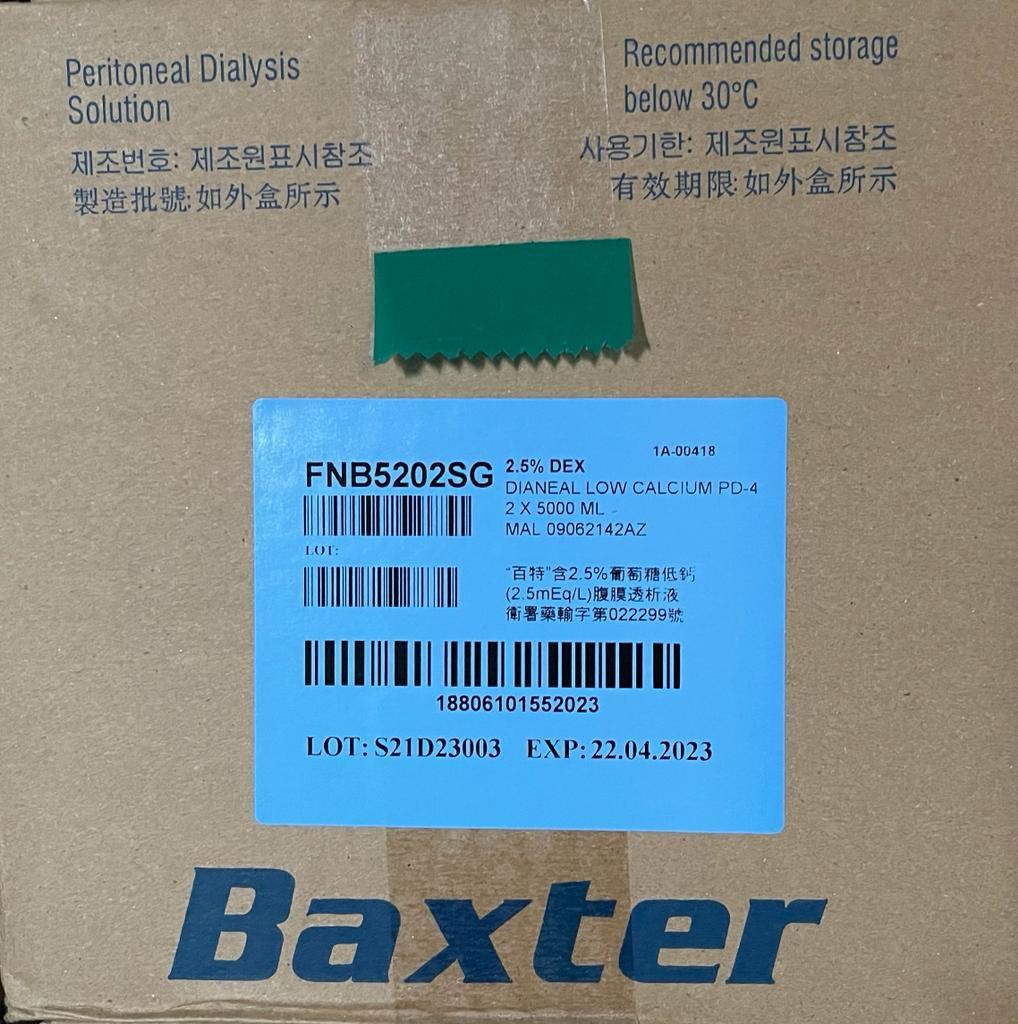 Peritoneal Dialysis
Solution
제조번호: 제조원표시참조
製造批號:如外盒所示
Recommended storage
below 30°C
사용기한: 제조원표시참조
有效期限:如外盒所示
1A-00418
FNB5202SG
2.5% DEX
DIANEAL LOW CALCIUM PD-4
2 X 5000 ML
MAL 09062142AZ
LOT:
"百特"含2.5%葡萄糖低鈣
(2.5mEq/L)腹膜透析液
衛署藥輸字第022299號
18806101552023
LOT: S21D23003 EXP: 22.04.2023
Baxter